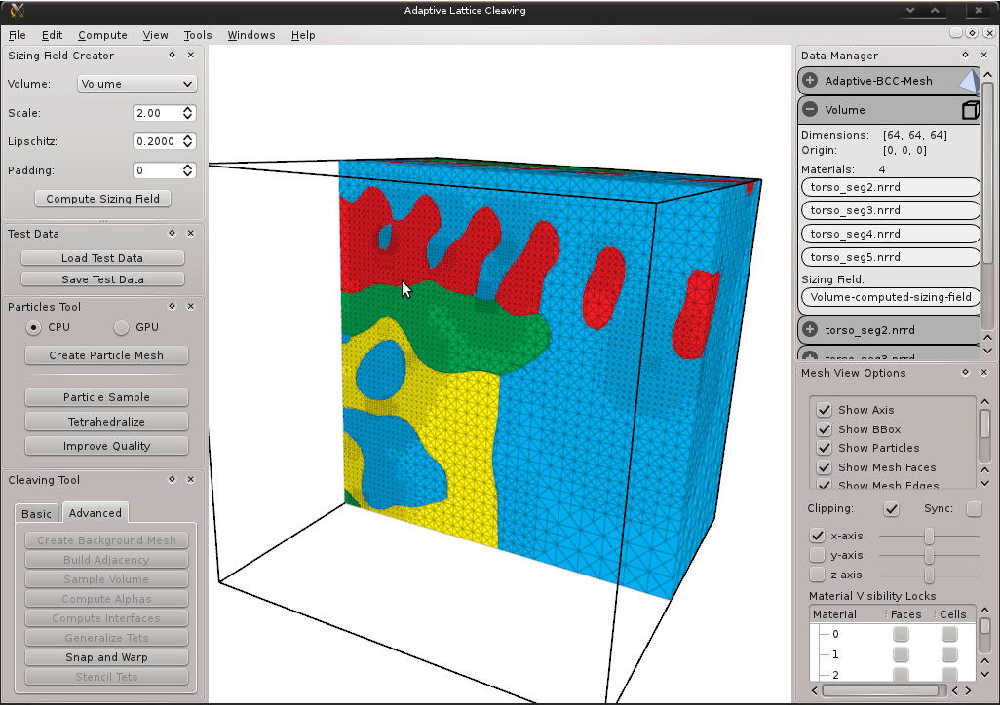 Adaptive Lattice Cleaving
File Edit Compute View Tools Windows Help
Sizing Field Creator
Volume: Volume
Scale: 2.00
Lipschitz: 0.2000
Padding: 0
Compute Sizing Field
Test Data
Load Test Data
Save Test Data
Particles Tool
CPU GPU
Create Particle Mesh
Particle Sample
Tetrahedralize
Improve Quality
Cleaving Tool
Basic Advanced
Create Background Mesh
Build Adjacency
Sample Volume
Compute Alphas
Compute Interfaces
Generalize Tets
Snap and Warp
Stencil Tets
Data Manager
Adaptive-BCC-Mesh
Volume
Dimensions: [64, 64, 64]
Origin: [0, 0, 0]
Materials: 4
torso_seg2.nrrd
torso_seg3.nrrd
torso_seg4.nrrd
torso_seg5.nrrd
Sizing Field:
Volume-computed-sizing-field
torso_seg2.nrrd
torso_seg3.nrrd
Mesh View Options
Show Axis
Show BBox
Show Particles
Show Mesh Faces
Show Mesh Edges
Clipping: Sync:
x-axis
y-axis
z-axis
Material Visibility Locks
Material Faces Cells
0
1
2